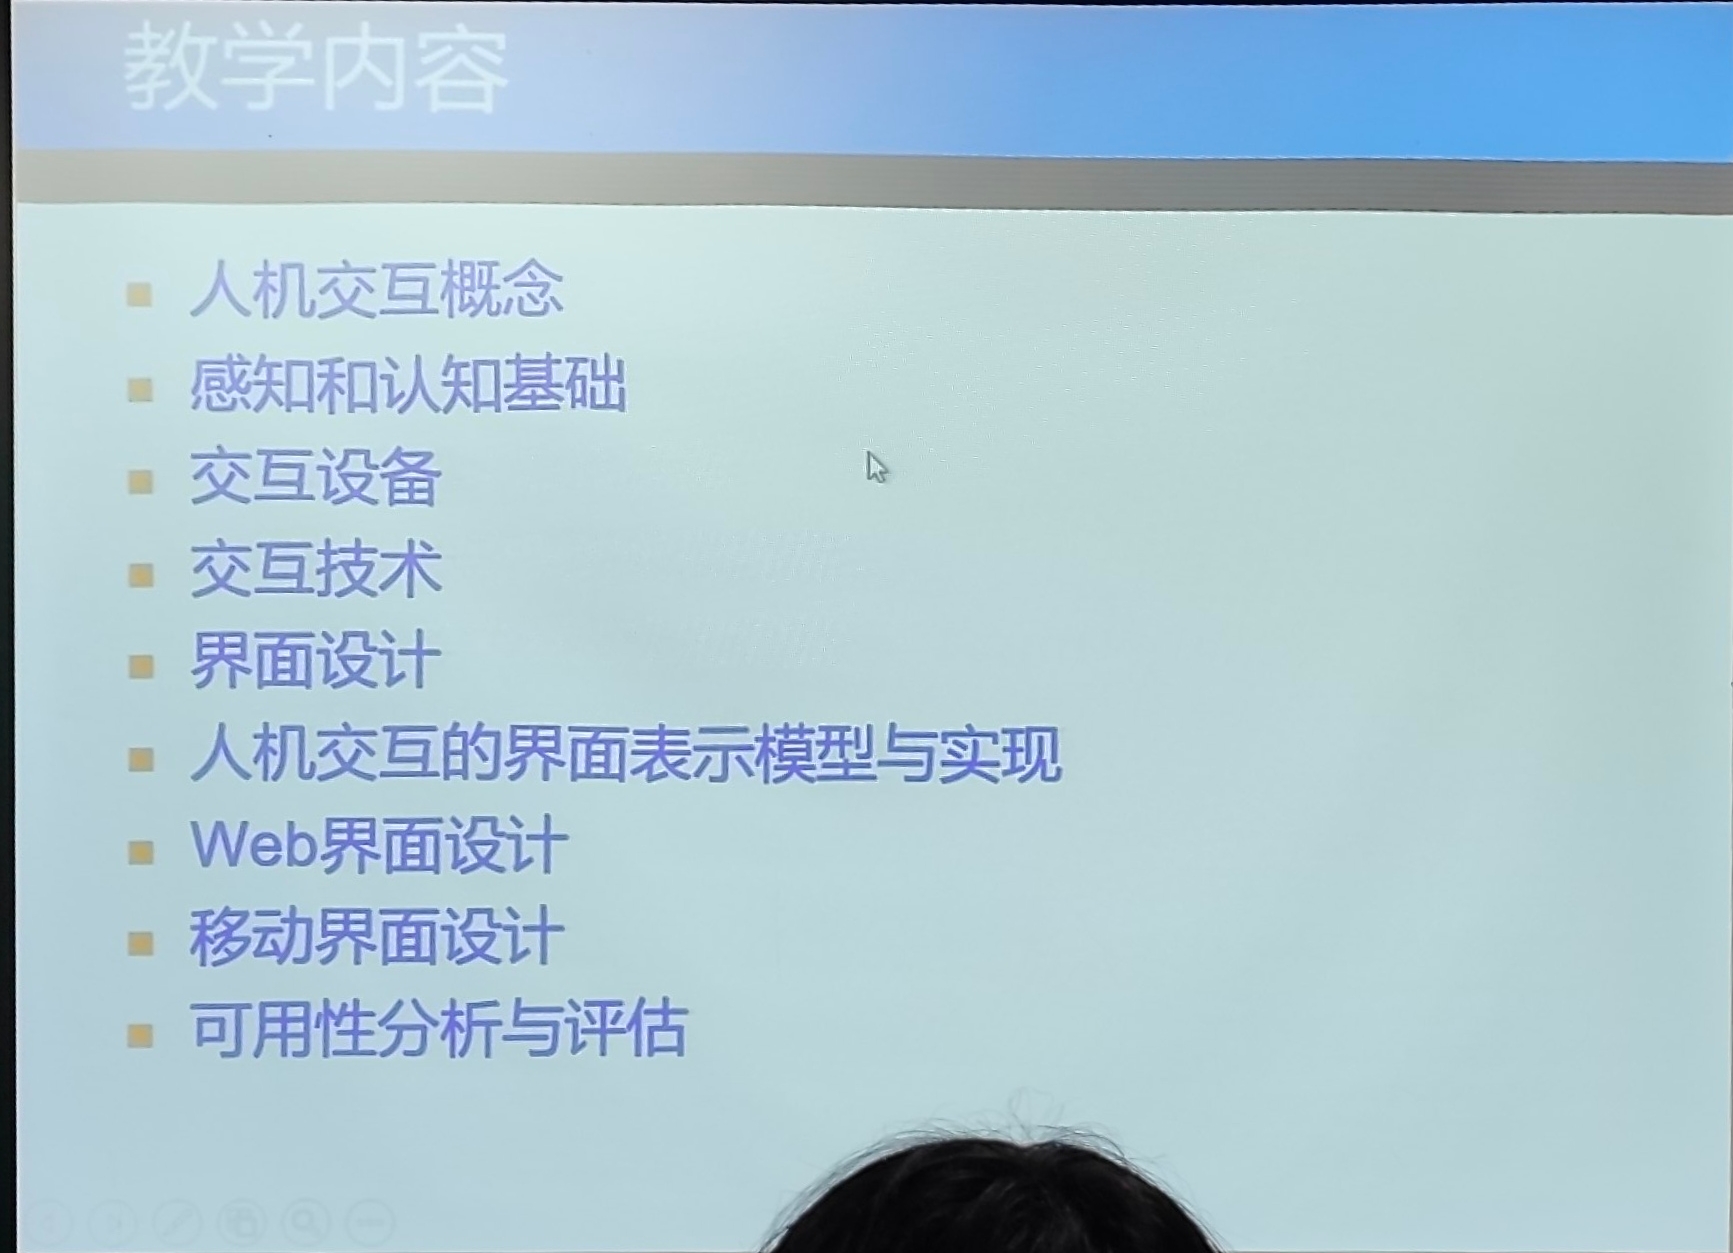 教学内容
人机交互概念
感知和认知基础
交互设备
交互技术
界面设计
人机交互的界面表示模型与实现
Web界面设计
移动界面设计
可用性分析与评估